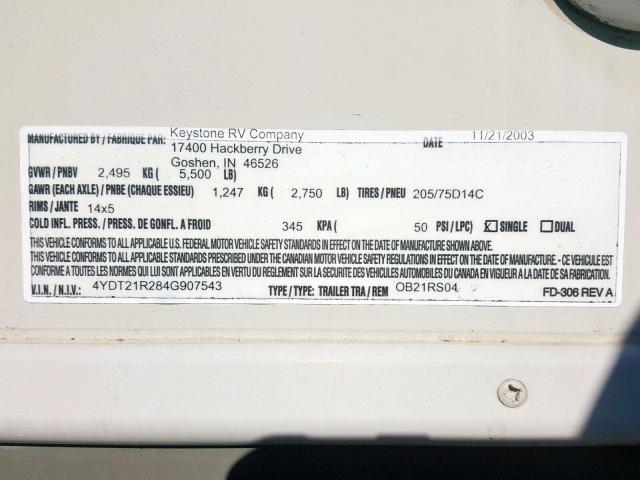 MANUFACTURED BY / FABRIQUE PAR: Keystone RV Company 11/21/2003
17400 Hackberry Drive
Goshen, IN 46526
GVWR / PNBV 2,495 KG ( 5,500 LB)
GAWR (EACH AXLE) / PNBE (CHAQUE ESSIEU) 1,247 KG ( 2,750 LB) TIRES / PNEU 205/75D14C
RIMS / JANTE 14x5
COLD INFL. PRESS. / PRESS. DE GONFL. A FROID 345 KPA ( 50 PSI / LPC) X SINGLE DUAL
THIS VEHICLE CONFORMS TO ALL APPLICABLE U.S. FEDERAL MOTOR VEHICLE SAFETY STANDARDS IN EFFECT ON THE DATE OF MANUFACTURE SHOWN ABOVE.
THIS VEHICLE CONFORMS TO ALL APPLICABLE CANADIAN MOTOR VEHICLE SAFETY REGULATIONS IN EFFECT ON THE DATE OF MANUFACTURE - CE VEHICULE EST
CONFORME A TOUTES LES NORMES QUI LUI SONT APPLICABLES EN VERTU DU REGLEMENT SUR LA SECURITE DES VEHICULES AUTOMOBILES DU CANADA EN VIGUEUR A LA DATE DE SA FABRICATION
V.I.N. / N.I.V.: 4YDT21R284G907543 TYPE / TYPE: TRAILER TRA / REM OB21RS04 FD-306 REV A